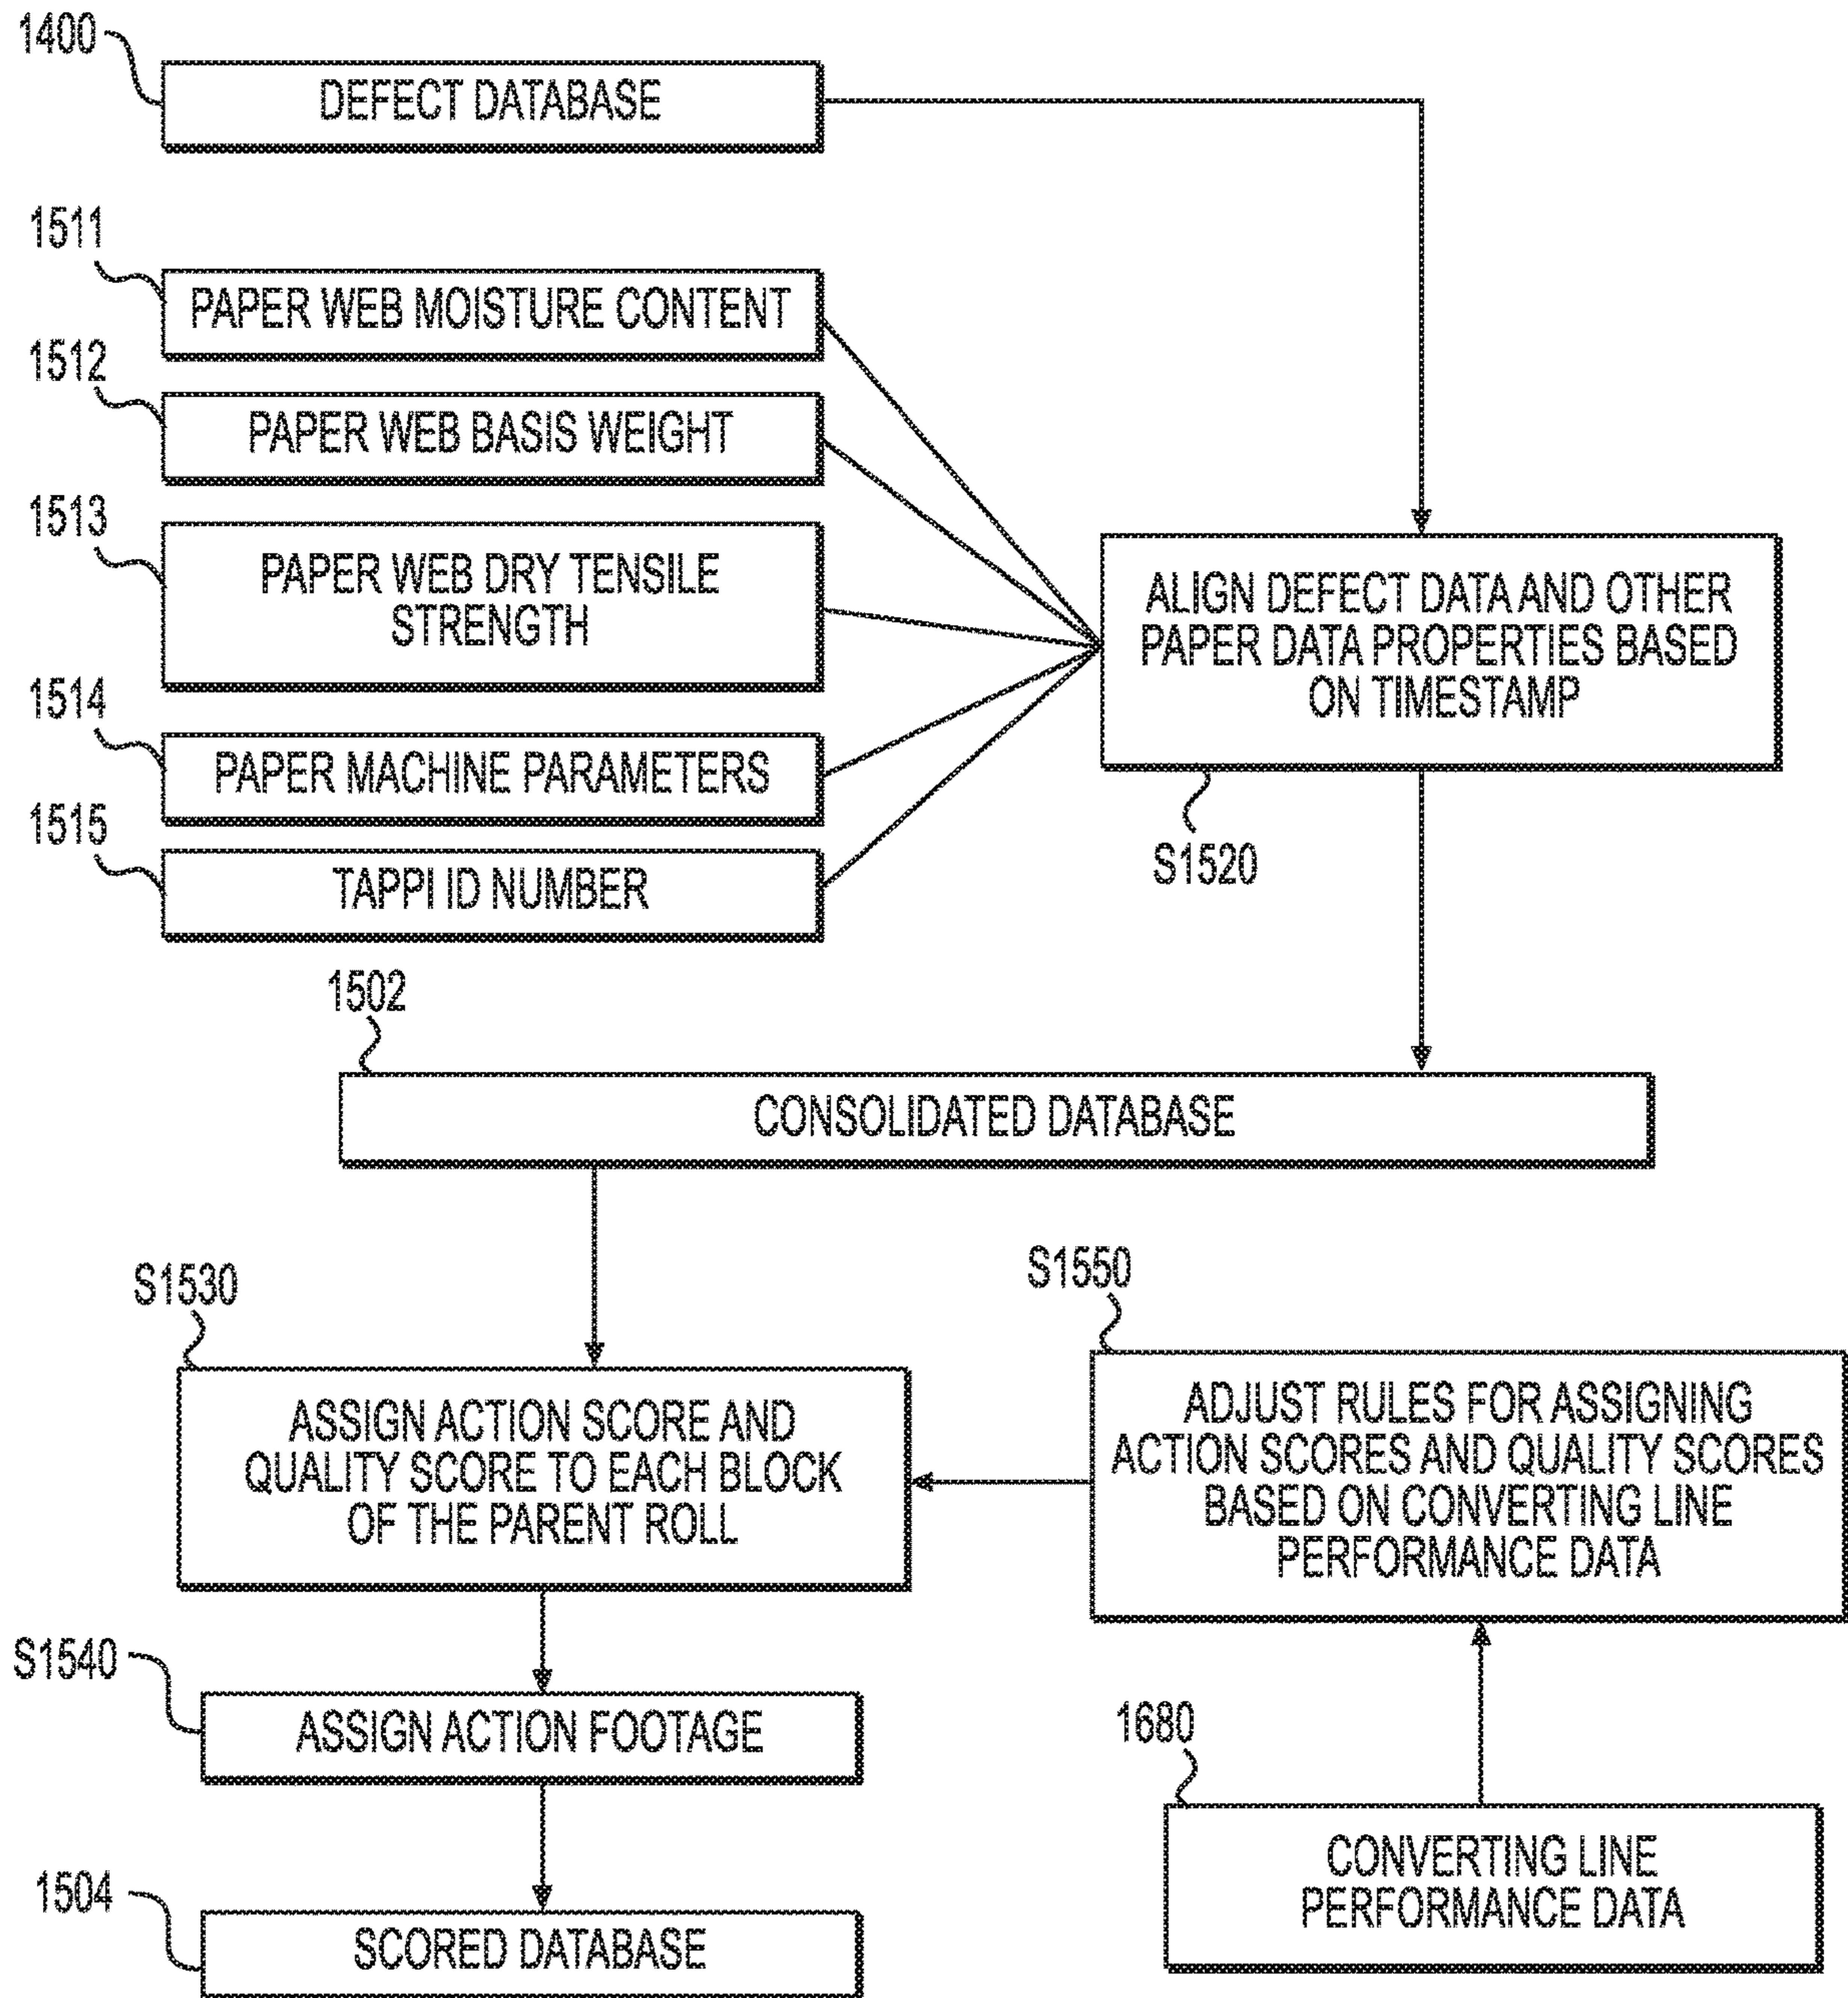 1400
DEFECT DATABASE
1511
PAPER WEB MOISTURE CONTENT
1512
PAPER WEB BASIS WEIGHT
1513
PAPER WEB DRY TENSILE
STRENGTH
1514
PAPER MACHINE PARAMETERS
1515
TAPPI ID NUMBER
ALIGN DEFECT DATA AND OTHER
PAPER DATA PROPERTIES BASED
ON TIMESTAMP
S1520
1502
CONSOLIDATED DATABASE
S1530
ASSIGN ACTION SCORE AND
QUALITY SCORE TO EACH BLOCK
OF THE PARENT ROLL
S1550
ADJUST RULES FOR ASSIGNING
ACTION SCORES AND QUALITY SCORES
BASED ON CONVERTING LINE
PERFORMANCE DATA
S1540
ASSIGN ACTION FOOTAGE
1680
CONVERTING LINE
PERFORMANCE DATA
1504
SCORED DATABASE